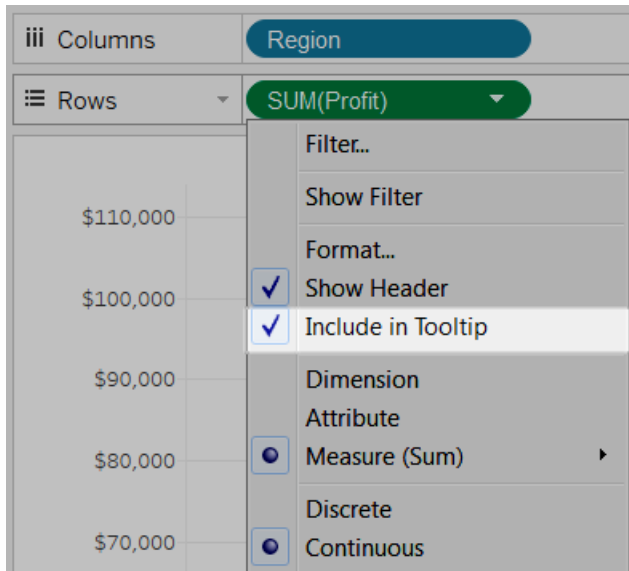 Columns
Region
Rows
SUM(Profit)
Filter...
Show Filter
Format...
Show Header
Include in Tooltip
Dimension
Attribute
Measure (Sum)
Discrete
Continuous
$110,000
$100,000
$90,000
$80,000
$70,000